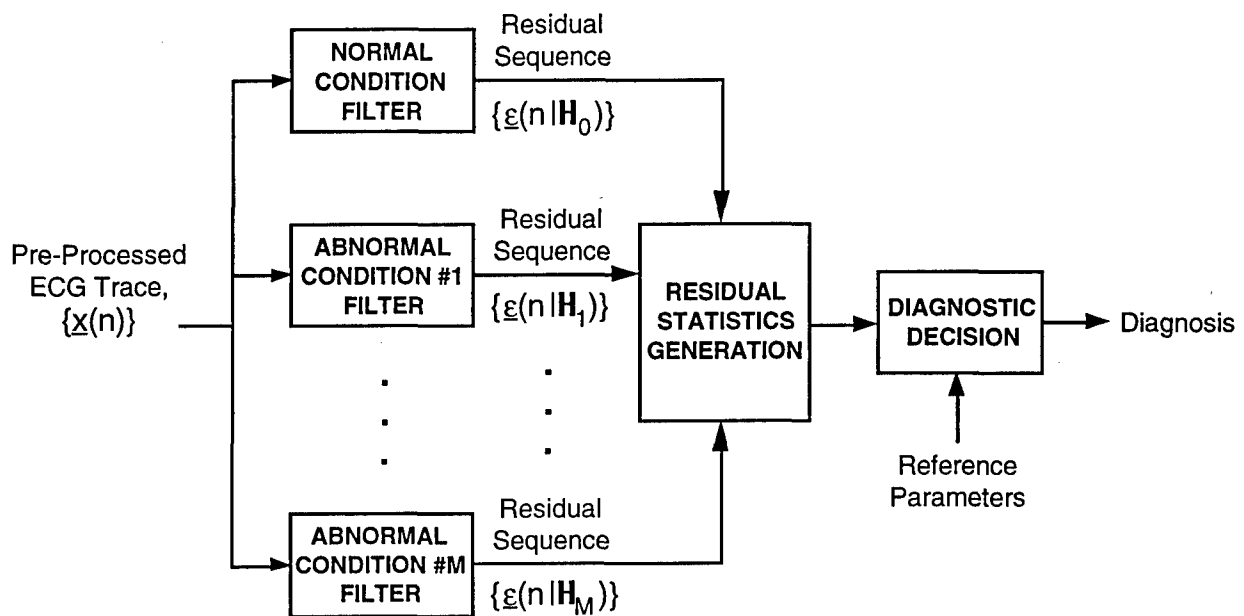 Pre-Processed
ECG Trace,
{x(n)}
NORMAL
CONDITION
FILTER
Residual
Sequence
{ε(n|H₀)}
ABNORMAL
CONDITION #1
FILTER
Residual
Sequence
{ε(n|H₁)}
ABNORMAL
CONDITION #M
FILTER
Residual
Sequence
{ε(n|H_M)}
RESIDUAL
STATISTICS
GENERATION
DIAGNOSTIC
DECISION
Diagnosis
Reference
Parameters